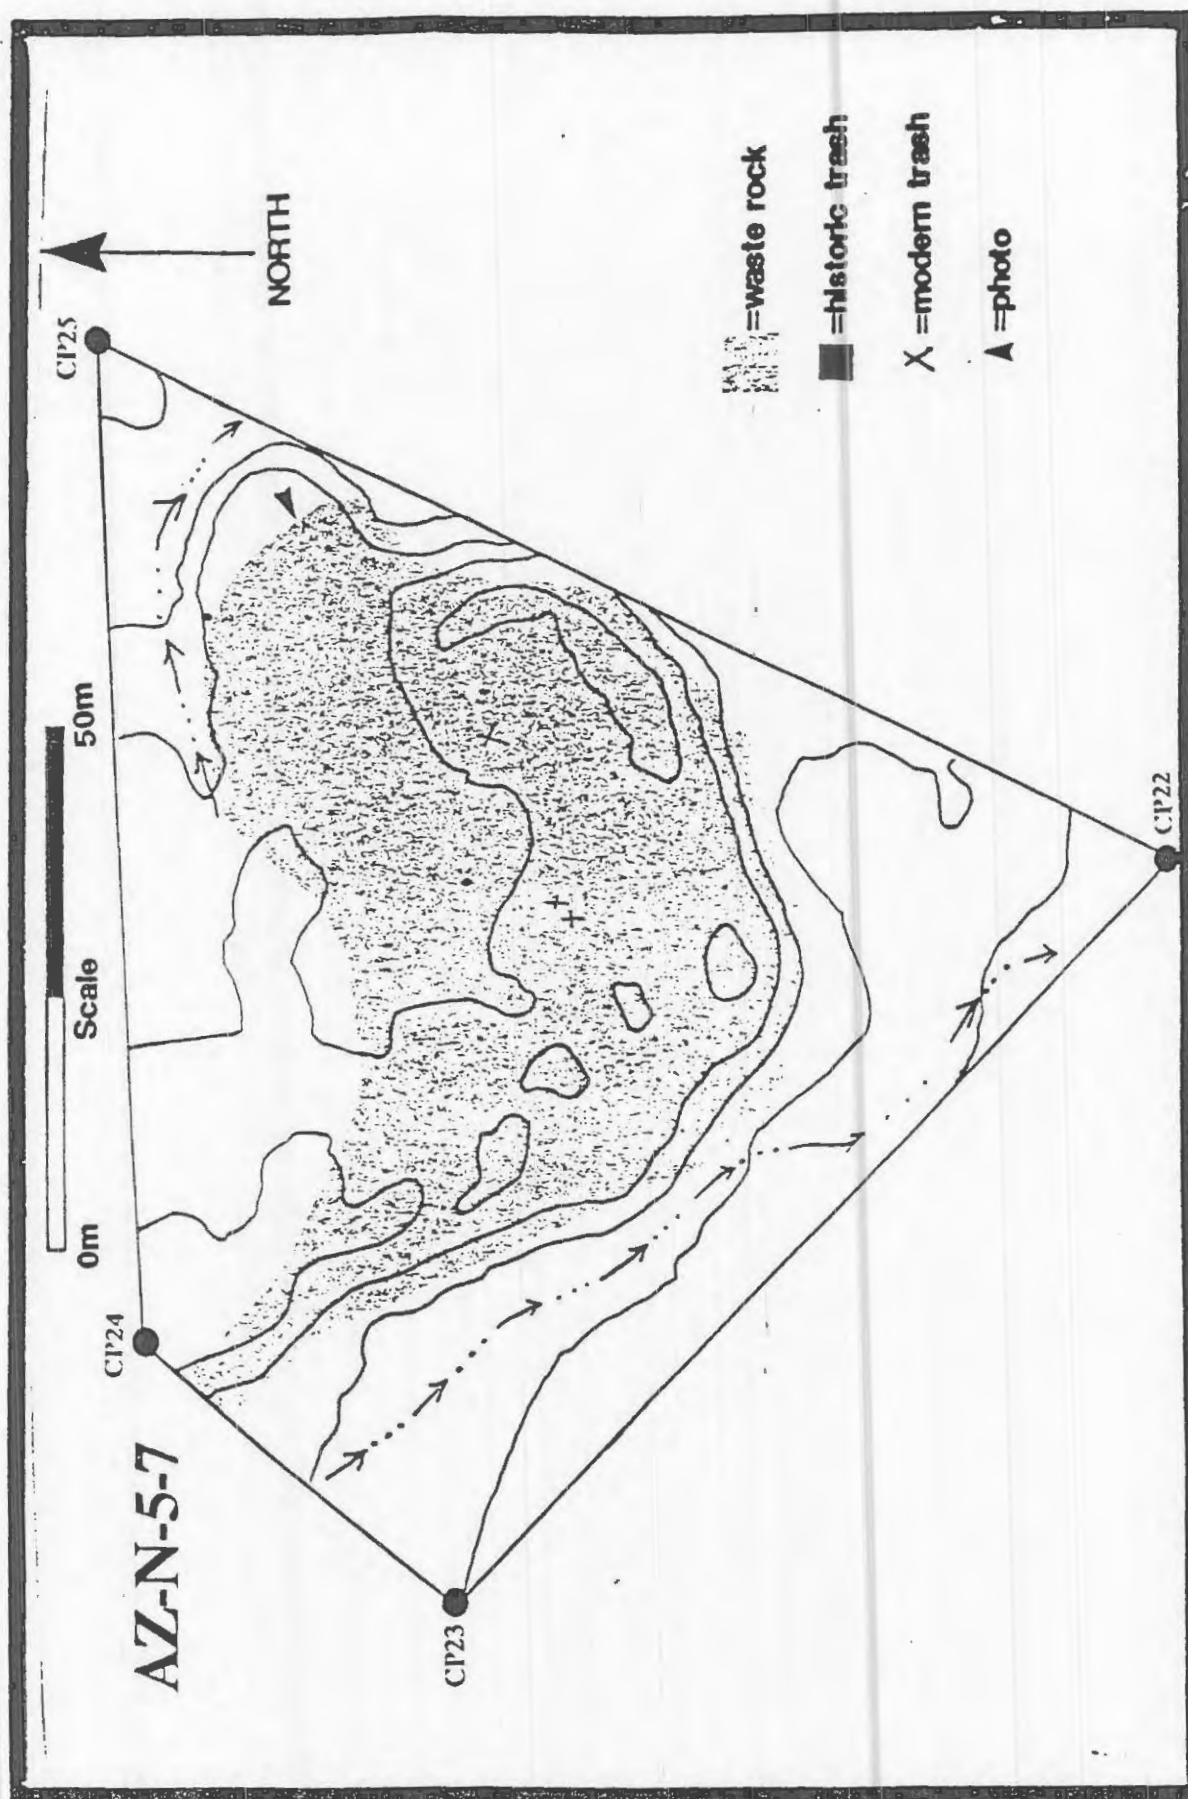 AZ-N-5-7
0m
Scale
50m
NORTH
CP24
CP25
CP23
CP22
=waste rock
=historic trash
X =modern trash
=photo